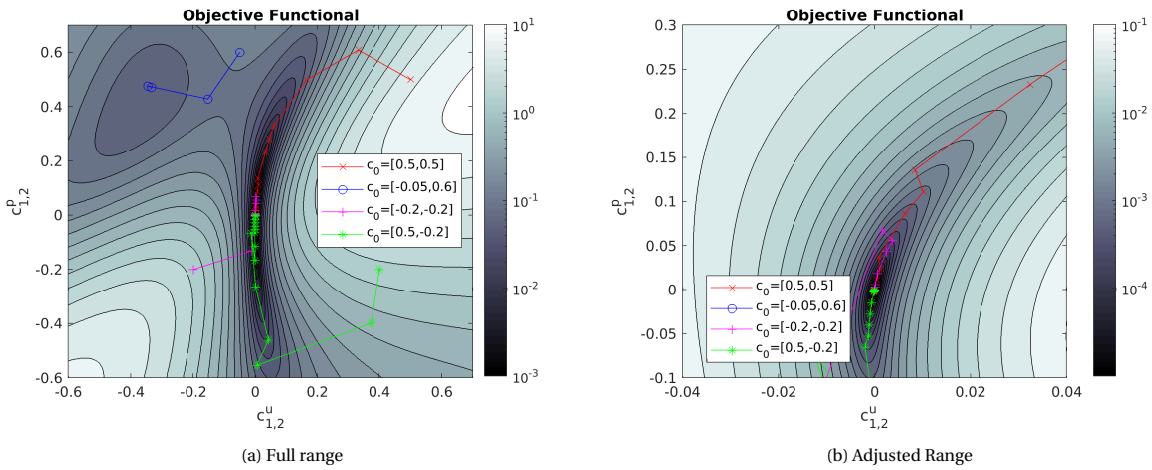 Objective Functional
0.6
0.4
0.2
0
-0.2
-0.4
-0.6
c^p_{1,2}
-0.6
-0.4
-0.2
0
0.2
0.4
0.6
c^u_{1,2}
c_0=[0.5,0.5]
c_0=[-0.05,0.6]
c_0=[-0.2,-0.2]
c_0=[0.5,-0.2]
10^1
10^0
10^-1
10^-2
10^-3
(a) Full range
Objective Functional
0.3
0.25
0.2
0.15
0.1
0.05
0
-0.05
-0.1
c^p_{1,2}
-0.04
-0.02
0
0.02
0.04
c^u_{1,2}
c_0=[0.5,0.5]
c_0=[-0.05,0.6]
c_0=[-0.2,-0.2]
c_0=[0.5,-0.2]
10^-1
10^-2
10^-3
10^-4
(b) Adjusted Range